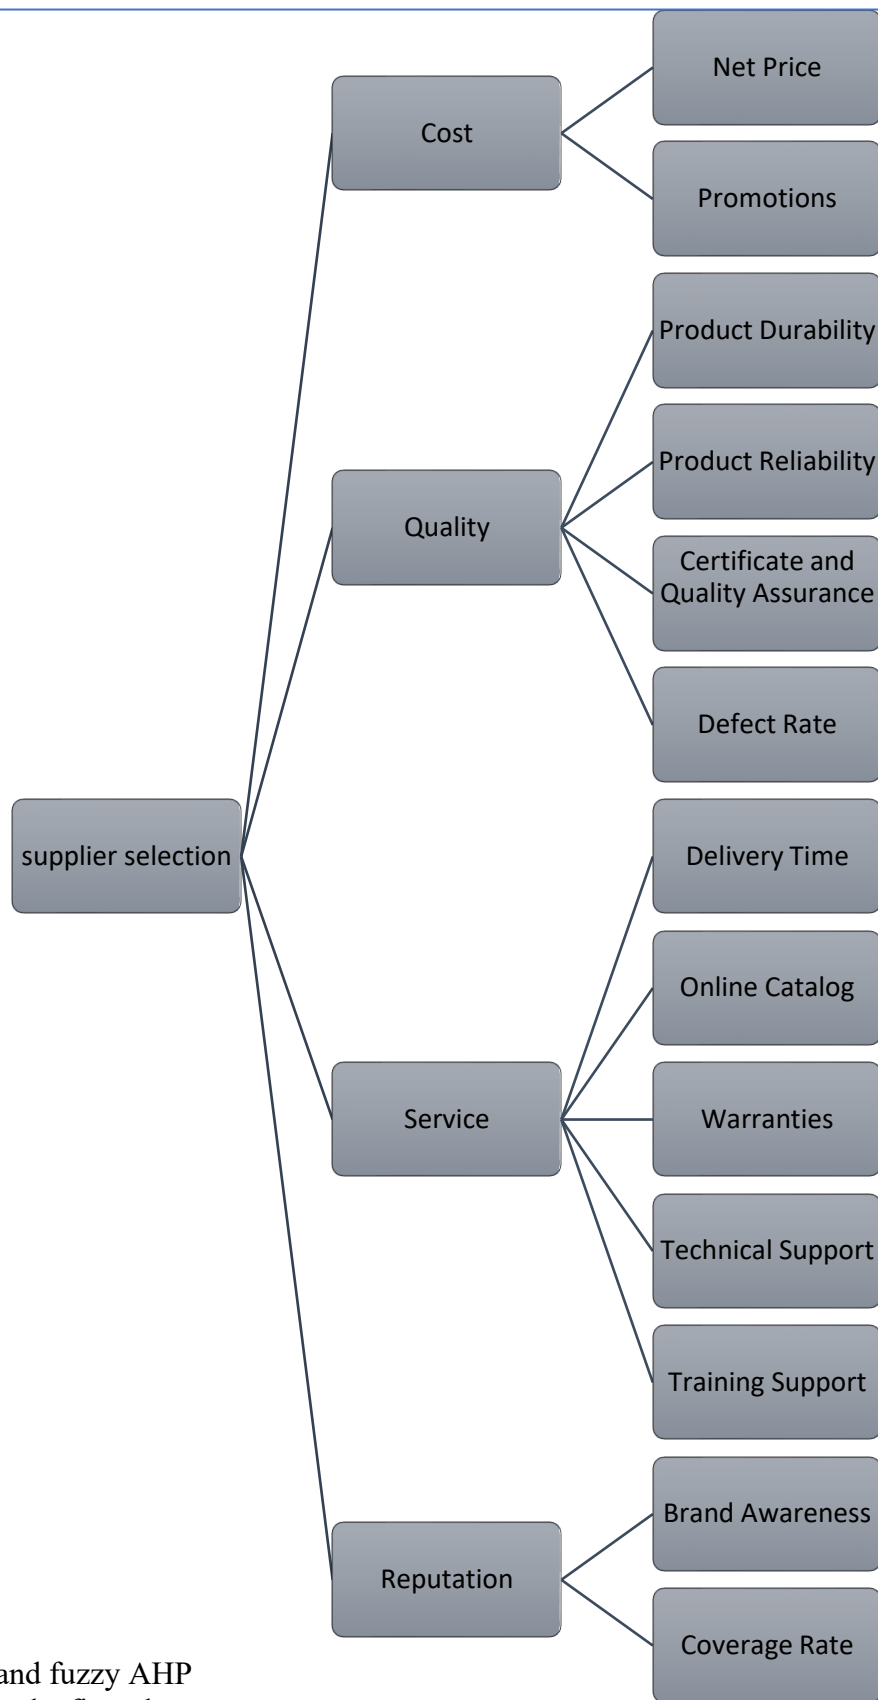 Net Price
Cost
Promotions
Product Durability
Product Reliability
Quality
Certificate and
Quality Assurance
Defect Rate
supplier selection
Delivery Time
Online Catalog
Service
Warranties
Technical Support
Training Support
Brand Awareness
Reputation
Coverage Rate
and fuzzy AHP